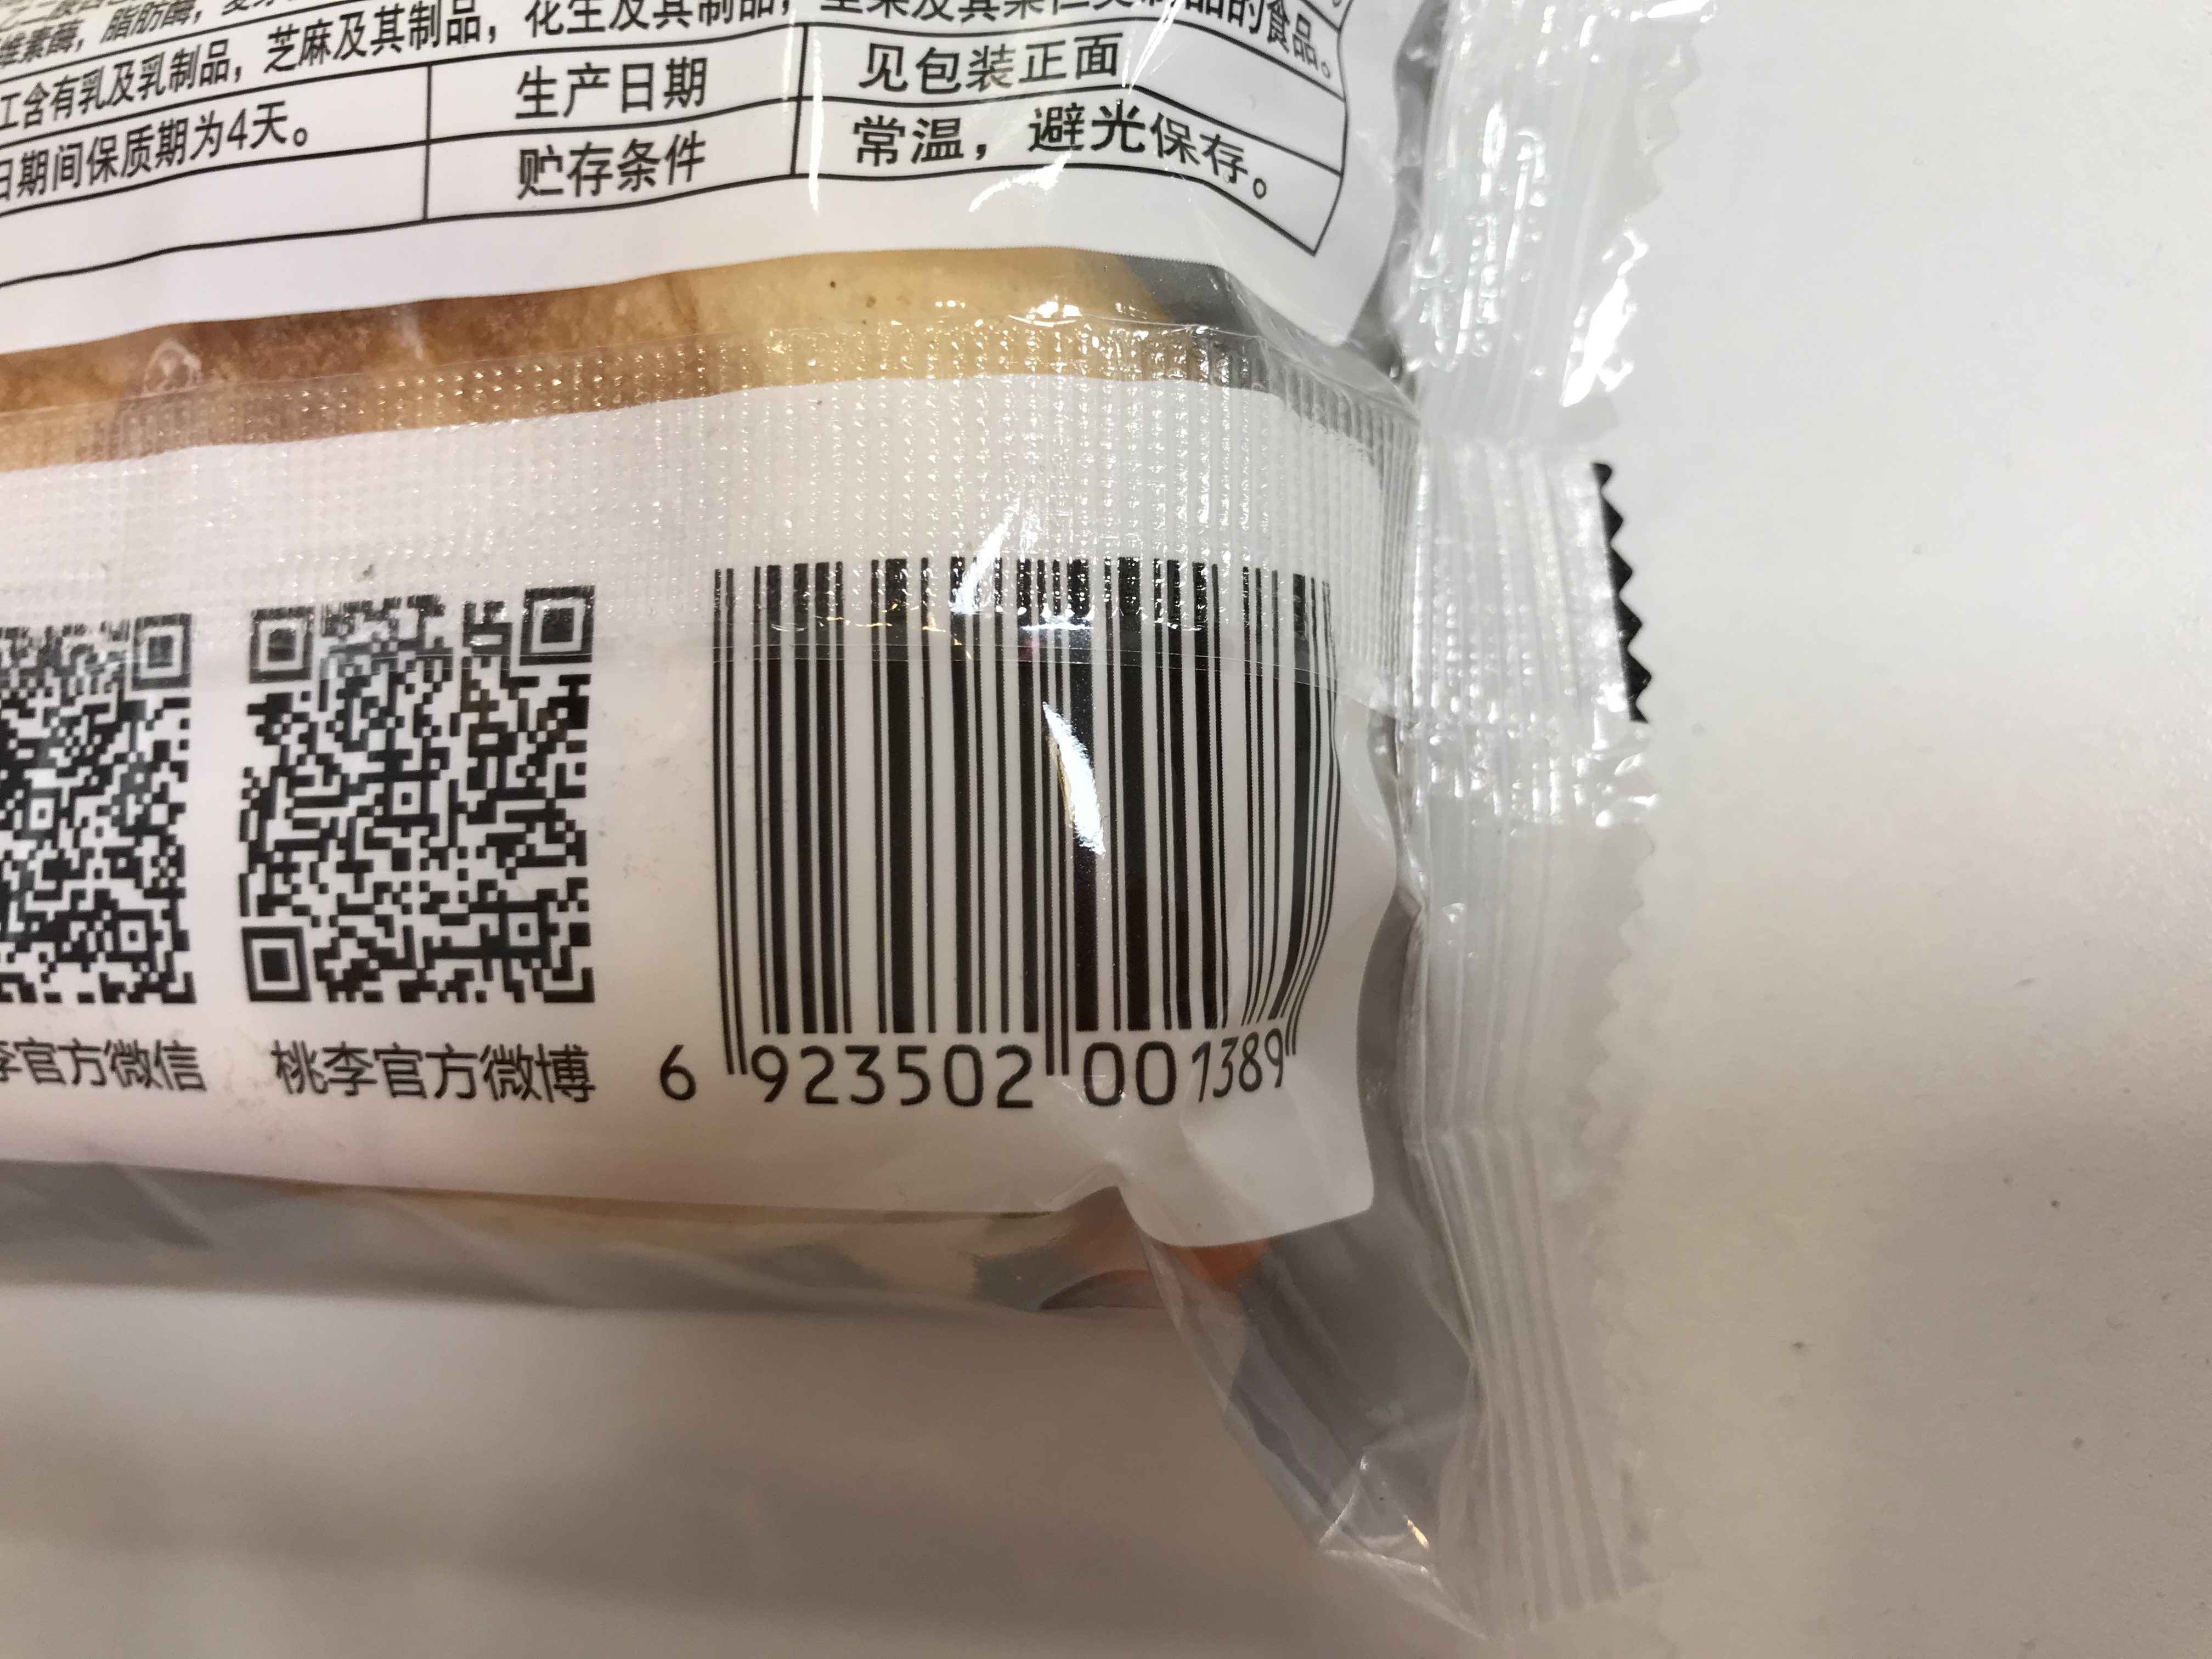 维素酶，脂肪酶，麦芽
工含有乳及乳制品，芝麻及其制品，花生及其制品，坚果及其果仁类制品的食品。
日期间保质期为4天。 生产日期 见包装正面
贮存条件 常温，避光保存。
李官方微信 桃李官方微博 6 923502 001389